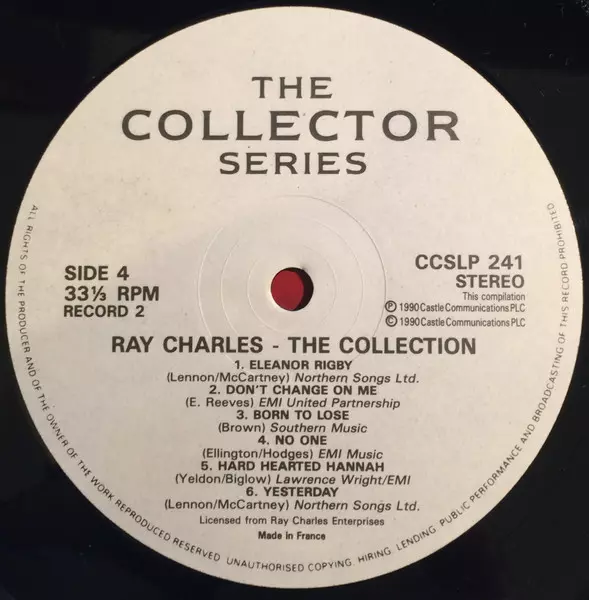 THE
COLLECTOR
SERIES
SIDE 4
33⅓ RPM
RECORD 2
CCSLP 241
STEREO
This compilation
Ⓟ 1990 Castle Communications PLC
© 1990 Castle Communications PLC
RAY CHARLES - THE COLLECTION
1. ELEANOR RIGBY
(Lennon/McCartney) Northern Songs Ltd.
2. DON'T CHANGE ON ME
(E. Reeves) EMI United Partnership
3. BORN TO LOSE
(Brown) Southern Music
4. NO ONE
(Ellington/Hodges) EMI Music
5. HARD HEARTED HANNAH
(Yeldon/Biglow) Lawrence Wright/EMI
6. YESTERDAY
(Lennon/McCartney) Northern Songs Ltd.
Licensed from Ray Charles Enterprises
Made in France
ALL RIGHTS OF THE PRODUCER AND OF THE OWNER OF THE WORK REPRODUCED RESERVED UNAUTHORISED COPYING, HIRING, LENDING, PUBLIC PERFORMANCE AND BROADCASTING OF THIS RECORD PROHIBITED